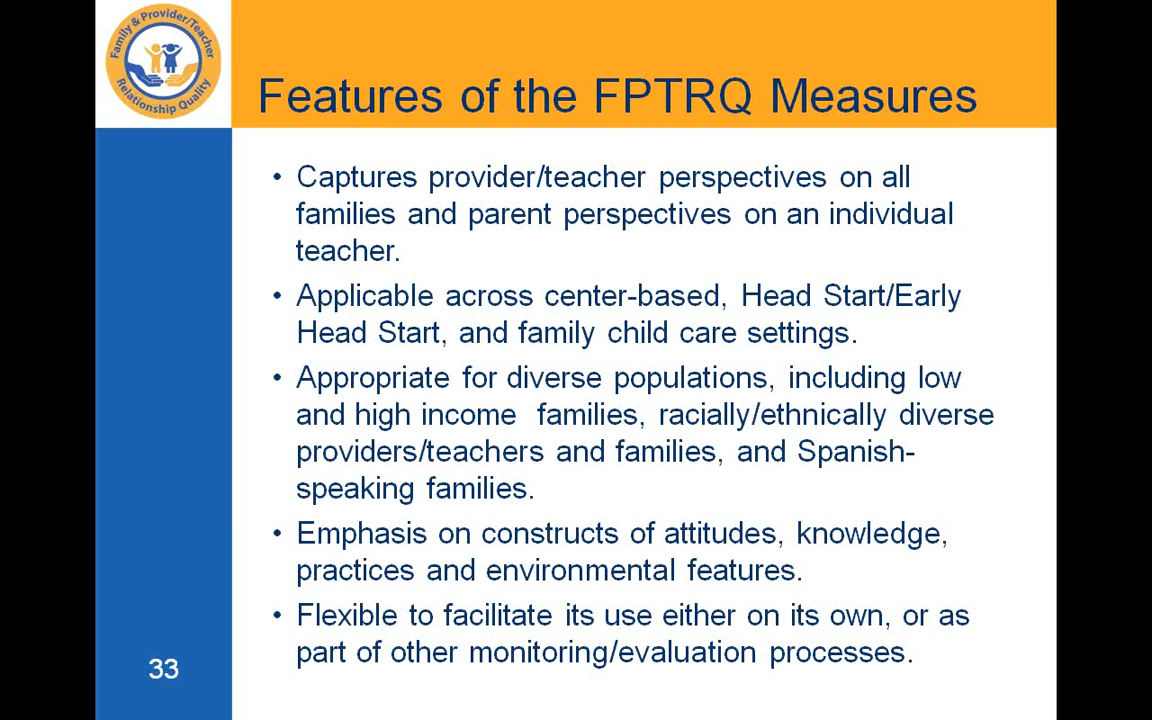 Family & Provider/Teacher
Relationship Quality
Features of the FPTRQ Measures
• Captures provider/teacher perspectives on all
families and parent perspectives on an individual
teacher.
• Applicable across center-based, Head Start/Early
Head Start, and family child care settings.
• Appropriate for diverse populations, including low
and high income  families, racially/ethnically diverse
providers/teachers and families, and Spanish-
speaking families.
• Emphasis on constructs of attitudes, knowledge,
practices and environmental features.
• Flexible to facilitate its use either on its own, or as
part of other monitoring/evaluation processes.
33